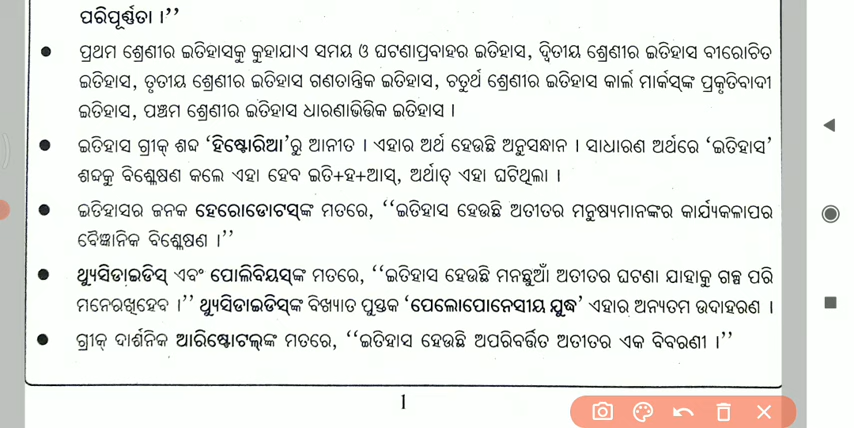 ପରିପୂର୍ଣ୍ଣତା ।’’
● ପ୍ରଥମ ଶ୍ରେଣୀର ଇତିହାସକୁ କୁହାଯାଏ ସମୟ ଓ ଘଟଣାପ୍ରବାହର ଇତିହାସ, ଦ୍ୱିତୀୟ ଶ୍ରେଣୀର ଇତିହାସ ବୀରୋଚିତ
ଇତିହାସ, ତୃତୀୟ ଶ୍ରେଣୀର ଇତିହାସ ଗଣତାନ୍ତ୍ରିକ ଇତିହାସ, ଚତୁର୍ଥ ଶ୍ରେଣୀର ଇତିହାସ କାର୍ଲ ମାର୍କସ୍‌ଙ୍କ ପ୍ରକୃତିବାଦୀ
ଇତିହାସ, ପଞ୍ଚମ ଶ୍ରେଣୀର ଇତିହାସ ଧାରଣାଭିତ୍ତିକ ଇତିହାସ ।
● ଇତିହାସ ଗ୍ରୀକ୍ ଶବ୍ଦ ‘ହିଷ୍ଟୋରିଆ’ରୁ ଆନୀତ । ଏହାର ଅର୍ଥ ହେଉଛି ଅନୁସନ୍ଧାନ । ସାଧାରଣ ଅର୍ଥରେ ‘ଇତିହାସ’
ଶବ୍ଦକୁ ବିଶ୍ଳେଷଣ କଲେ ଏହା ହେବ ଇତି+ହ+ଆସ୍, ଅର୍ଥାତ୍ ଏହା ଘଟିଥିଲା ।
● ଇତିହାସର ଜନକ ହେରୋଡୋଟସ୍‌ଙ୍କ ମତରେ, ‘‘ଇତିହାସ ହେଉଛି ଅତୀତର ମନୁଷ୍ୟମାନଙ୍କର କାର୍ଯ୍ୟକଳାପର
ବୈଜ୍ଞାନିକ ବିଶ୍ଳେଷଣ ।’’
● ଥ୍ୟୁସିଡାଇଡିସ୍ ଏବଂ ପୋଲିବିୟସ୍‌ଙ୍କ ମତରେ, ‘‘ଇତିହାସ ହେଉଛି ମନଛୁଆଁ ଅତୀତର ଘଟଣା ଯାହାକୁ ଗଳ୍ପ ପରି
ମନେରଖିହେବ ।’’ ଥ୍ୟୁସିଡାଇଡିସ୍‌ଙ୍କ ବିଖ୍ୟାତ ପୁସ୍ତକ ‘ପେଲୋପୋନେସୀୟ ଯୁଦ୍ଧ’ ଏହାର ଅନ୍ୟତମ ଉଦାହରଣ ।
● ଗ୍ରୀକ୍ ଦାର୍ଶନିକ ଆରିଷ୍ଟୋଟଲ୍‌ଙ୍କ ମତରେ, ‘‘ଇତିହାସ ହେଉଛି ଅପରିବର୍ତ୍ତିତ ଅତୀତର ଏକ ବିବରଣୀ ।’’
1